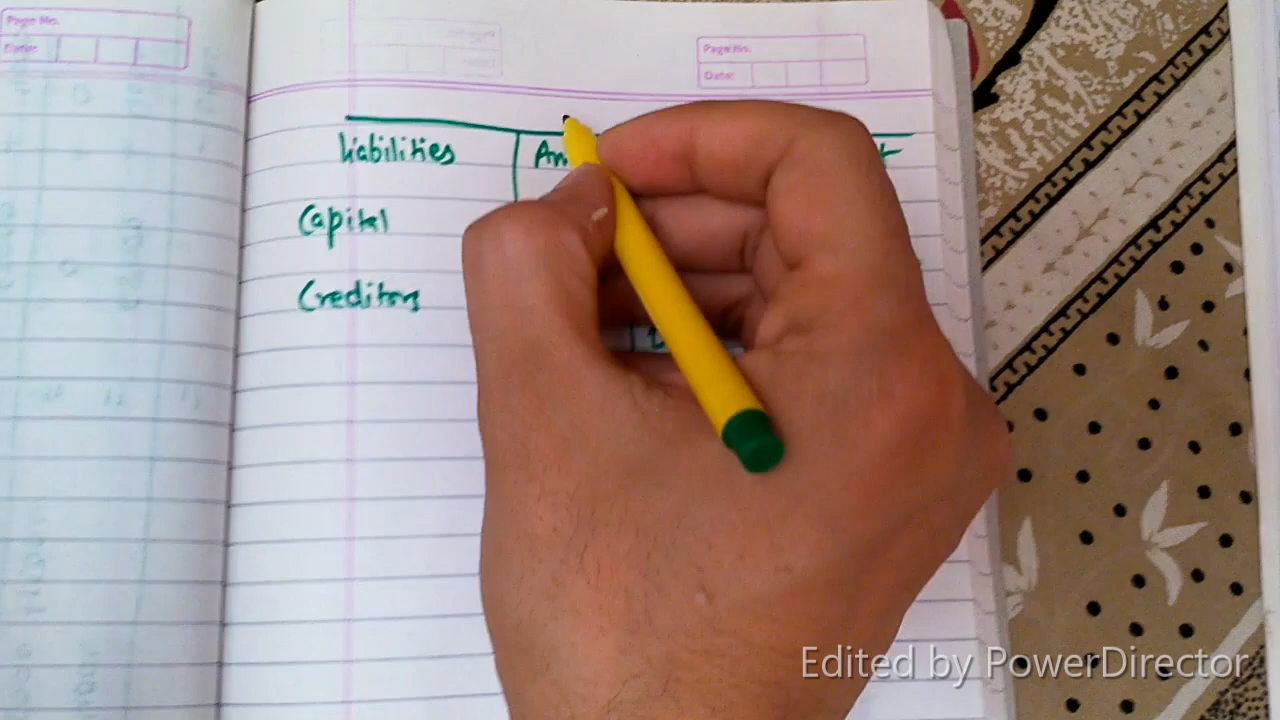 Page No.
Date:
Page No.
Date:
Liabilities
Capital
Creditors
Edited by PowerDirector